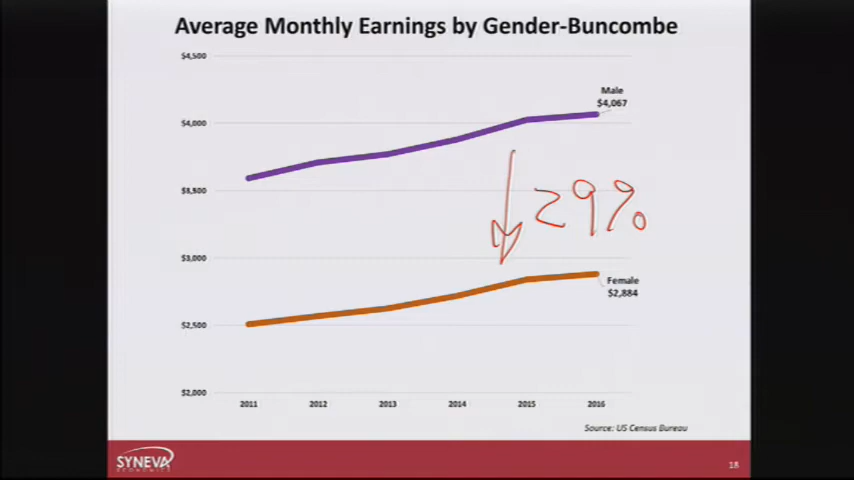 Average Monthly Earnings by Gender-Buncombe
$4,500
Male
$4,067
$4,000
$3,500
29%
$3,000
Female
$2,884
$2,500
$2,000
2011 2012 2013 2014 2015 2016
Source: US Census Bureau
SYNEVA
ECONOMICS
18